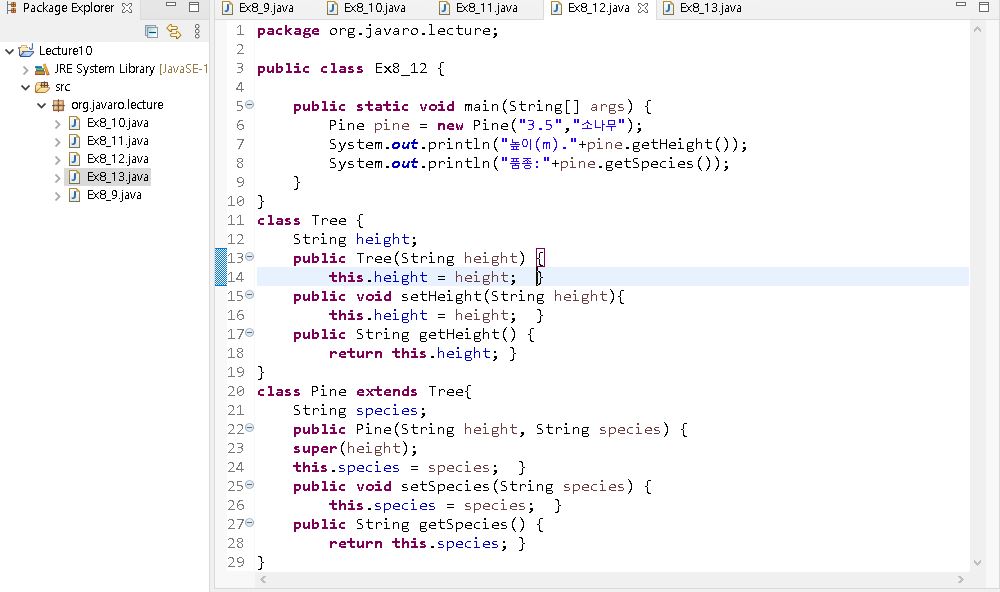 Package Explorer
Lecture10
JRE System Library [JavaSE-1
src
org.javaro.lecture
Ex8_10.java
Ex8_11.java
Ex8_12.java
Ex8_13.java
Ex8_9.java
Ex8_9.java Ex8_10.java Ex8_11.java Ex8_12.java Ex8_13.java
1 package org.javaro.lecture;
2
3 public class Ex8_12 {
4
5 public static void main(String[] args) {
6 Pine pine = new Pine("3.5","소나무");
7 System.out.println("높이(m)."+pine.getHeight());
8 System.out.println("품종:"+pine.getSpecies());
9 }
10 }
11 class Tree {
12 String height;
13 public Tree(String height) {
14 this.height = height; }
15 public void setHeight(String height){
16 this.height = height; }
17 public String getHeight() {
18 return this.height; }
19 }
20 class Pine extends Tree{
21 String species;
22 public Pine(String height, String species) {
23 super(height);
24 this.species = species; }
25 public void setSpecies(String species) {
26 this.species = species; }
27 public String getSpecies() {
28 return this.species; }
29 }